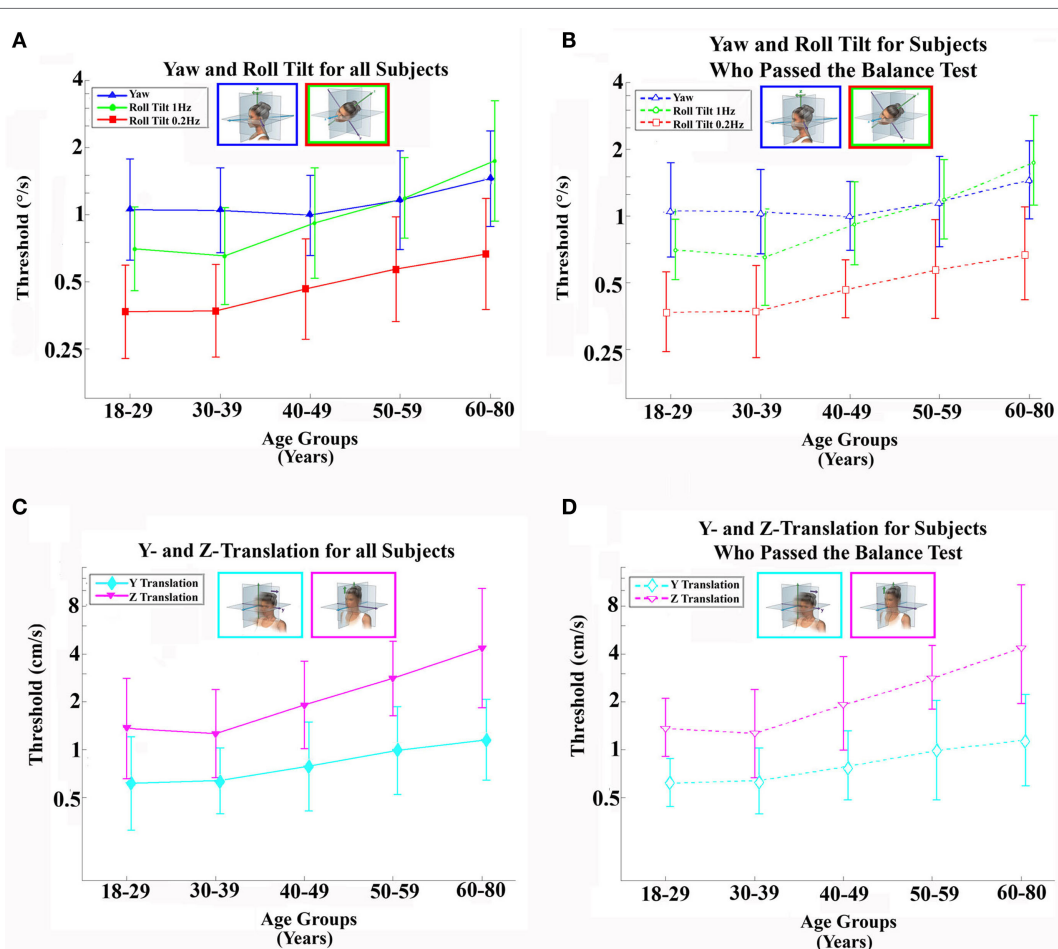 A
Yaw and Roll Tilt for all Subjects
4
2
1
0.5
0.25
Threshold (°/s)
Yaw
Roll Tilt 1Hz
Roll Tilt 0.2Hz
18-29
30-39
40-49
50-59
60-80
Age Groups
(Years)
B
Yaw and Roll Tilt for Subjects
Who Passed the Balance Test
4
2
1
0.5
0.25
Threshold (°/s)
Yaw
Roll Tilt 1Hz
Roll Tilt 0.2Hz
18-29
30-39
40-49
50-59
60-80
Age Groups
(Years)
C
Y- and Z-Translation for all Subjects
8
4
2
1
0.5
Threshold (cm/s)
Y Translation
Z Translation
18-29
30-39
40-49
50-59
60-80
Age Groups
(Years)
D
Y- and Z-Translation for Subjects
Who Passed the Balance Test
8
4
2
1
0.5
Threshold (cm/s)
Y Translation
Z Translation
18-29
30-39
40-49
50-59
60-80
Age Groups
(Years)